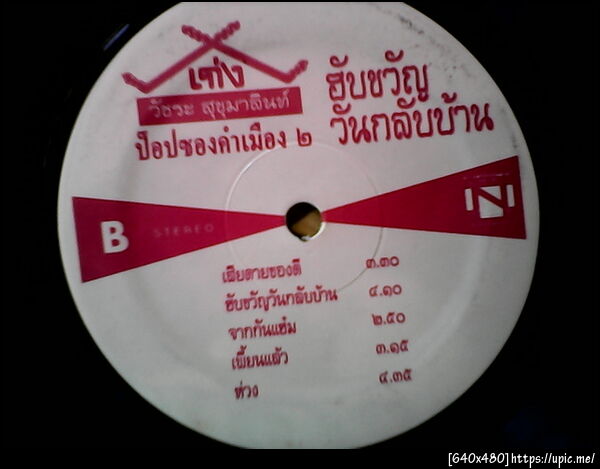 เก่ง
วัชระ สุขุมาลินท์
ป็อปซองคำเมือง ๒
ฮับขวัญ
วันกลับบ้าน
B STEREO
เสียดายของดี ๓.๓๐
ฮับขวัญวันกลับบ้าน ๔.๑๐
จากกันแฮ๋ม ๒.๕๐
เพี้ยนแล้ว ๓.๑๕
ห่วง ๔.๓๕
[640x480]https://upic.me/